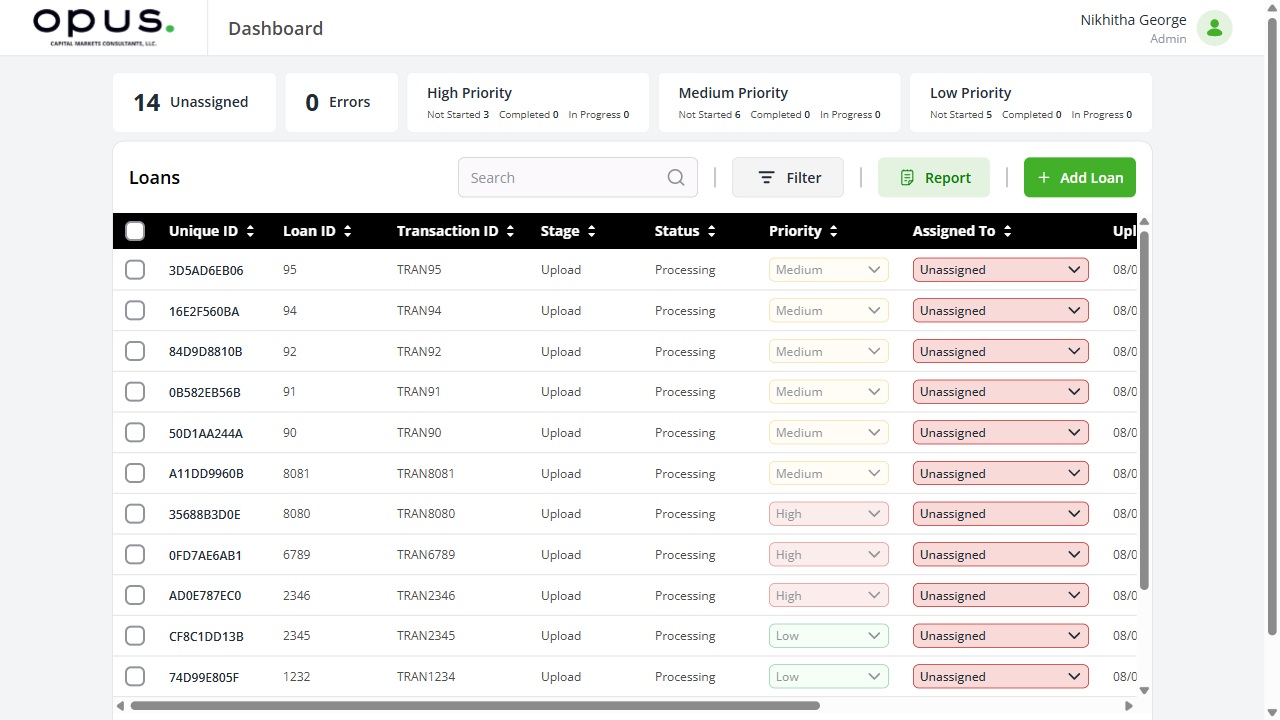 opus.
CAPITAL MARKETS CONSULTANTS, LLC.
Dashboard
Nikhitha George
Admin
14 Unassigned
0 Errors
High Priority
Not Started 3 Completed 0 In Progress 0
Medium Priority
Not Started 6 Completed 0 In Progress 0
Low Priority
Not Started 5 Completed 0 In Progress 0
Loans
Search
Filter
Report
+ Add Loan
Unique ID Loan ID Transaction ID Stage Status Priority Assigned To Upl
3D5AD6EB06 95 TRAN95 Upload Processing Medium Unassigned 08/0
16E2F560BA 94 TRAN94 Upload Processing Medium Unassigned 08/0
84D9D8810B 92 TRAN92 Upload Processing Medium Unassigned 08/0
0B582EB56B 91 TRAN91 Upload Processing Medium Unassigned 08/0
50D1AA244A 90 TRAN90 Upload Processing Medium Unassigned 08/0
A11DD9960B 8081 TRAN8081 Upload Processing Medium Unassigned 08/0
35688B3D0E 8080 TRAN8080 Upload Processing High Unassigned 08/0
0FD7AE6AB1 6789 TRAN6789 Upload Processing High Unassigned 08/0
AD0E787EC0 2346 TRAN2346 Upload Processing High Unassigned 08/0
CF8C1DD13B 2345 TRAN2345 Upload Processing Low Unassigned 08/0
74D99E805F 1232 TRAN1234 Upload Processing Low Unassigned 08/0